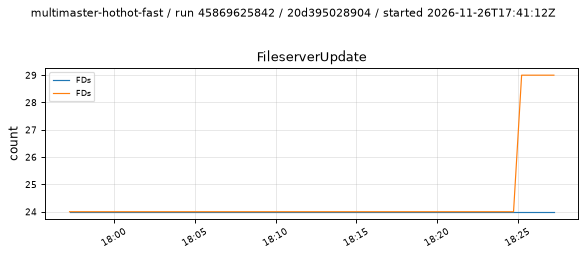 multimaster-hothot-fast / run 45869625842 / 20d395028904 / started 2026-11-26T17:41:12Z
FileserverUpdate
FDs
FDs
count
29
28
27
26
25
24
18:00
18:05
18:10
18:15
18:20
18:25